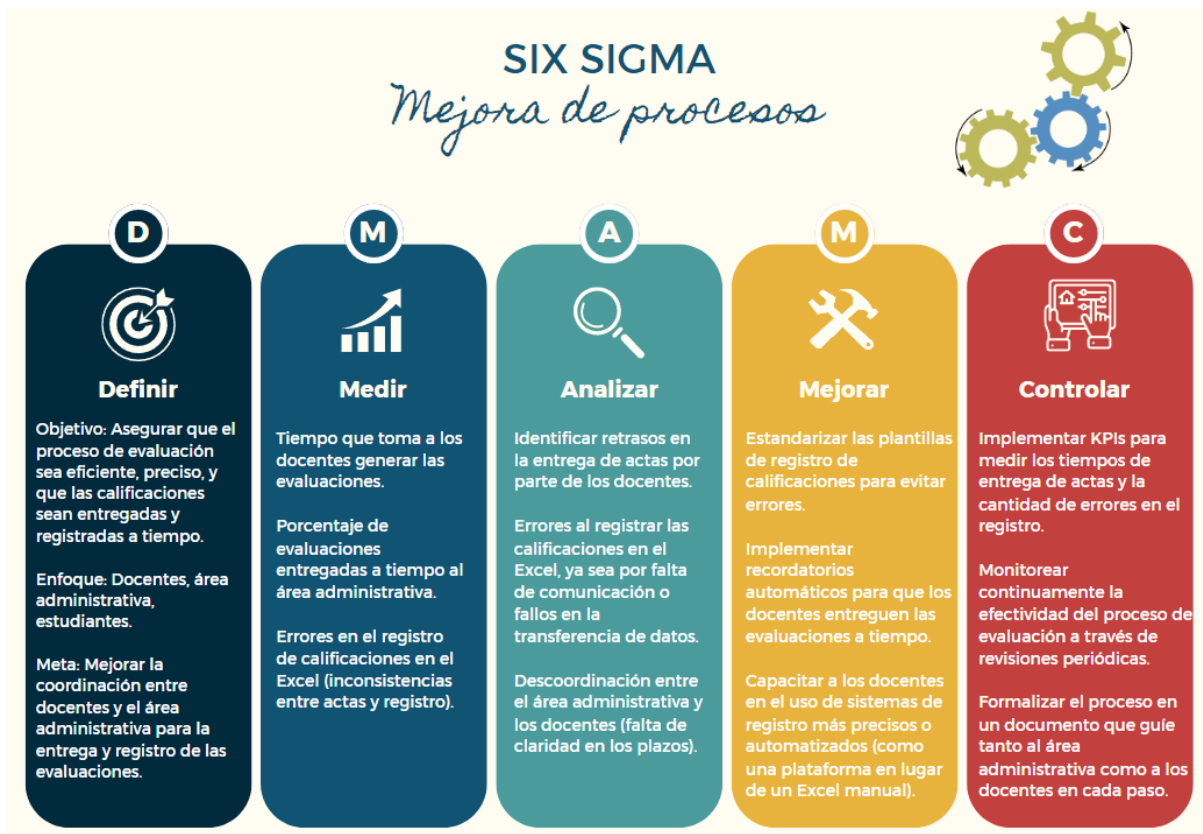 SIX SIGMA
Mejora de procesos
D
Definir
Objetivo: Asegurar que el
proceso de evaluación
sea eficiente, preciso, y
que las calificaciones
sean entregadas y
registradas a tiempo.
Enfoque: Docentes, área
administrativa,
estudiantes.
Meta: Mejorar la
coordinación entre
docentes y el área
administrativa para la
entrega y registro de las
evaluaciones.
M
Medir
Tiempo que toma a los
docentes generar las
evaluaciones.
Porcentaje de
evaluaciones
entregadas a tiempo al
área administrativa.
Errores en el registro
de calificaciones en el
Excel (inconsistencias
entre actas y registro).
A
Analizar
Identificar retrasos en
la entrega de actas por
parte de los docentes.
Errores al registrar las
calificaciones en el
Excel, ya sea por falta
de comunicación o
fallos en la
transferencia de datos.
Descoordinación entre
el área administrativa y
los docentes (falta de
claridad en los plazos).
M
Mejorar
Estandarizar las plantillas
de registro de
calificaciones para evitar
errores.
Implementar
recordatorios
automáticos para que los
docentes entreguen las
evaluaciones a tiempo.
Capacitar a los docentes
en el uso de sistemas de
registro más precisos o
automatizados (como
una plataforma en lugar
de un Excel manual).
C
Controlar
Implementar KPIs para
medir los tiempos de
entrega de actas y la
cantidad de errores en el
registro.
Monitorear
continuamente la
efectividad del proceso de
evaluación a través de
revisiones periódicas.
Formalizar el proceso en
un documento que guíe
tanto al área
administrativa como a los
docentes en cada paso.